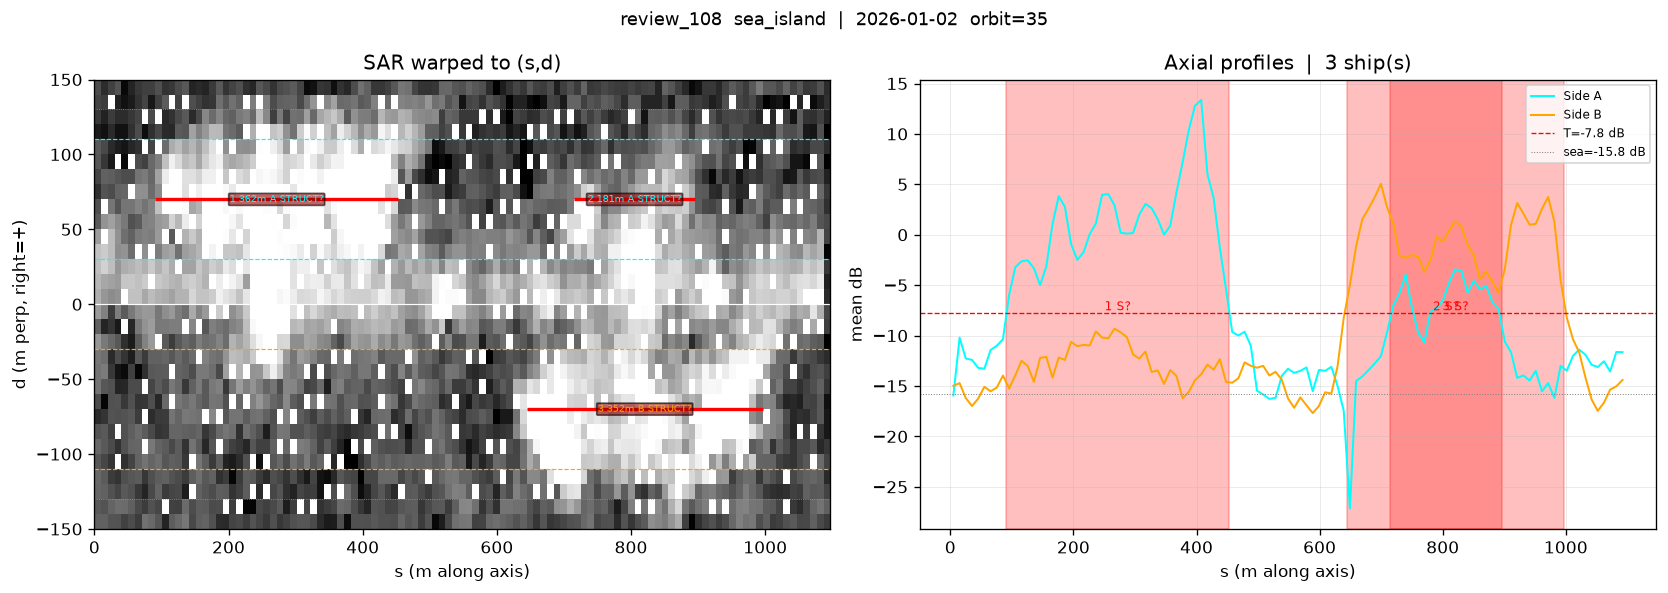 review_108  sea_island  |  2026-01-02  orbit=35
SAR warped to (s,d)
150
100
50
0
−50
−100
−150
d (m perp, right=+)
1 362m A STRUCT?
2 181m A STRUCT?
3 352m B STRUCT?
0
200
400
600
800
1000
s (m along axis)
Axial profiles  |  3 ship(s)
15
10
5
0
−5
−10
−15
−20
−25
mean dB
Side A
Side B
T=-7.8 dB
sea=-15.8 dB
1 S?
2 S?
0
200
400
600
800
1000
s (m along axis)